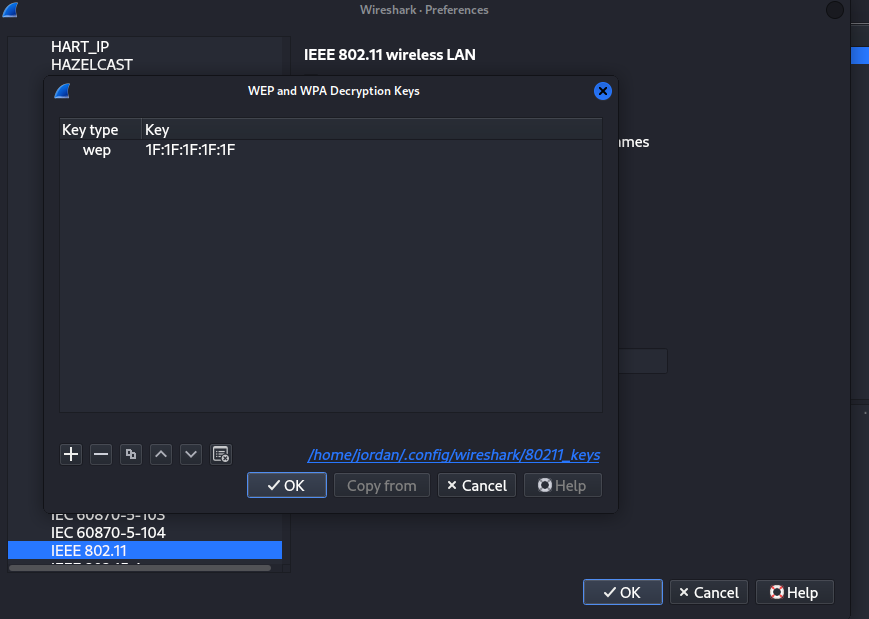 Wireshark · Preferences
HART_IP
HAZELCAST
IEEE 802.11 wireless LAN
WEP and WPA Decryption Keys
Key type Key
wep 1F:1F:1F:1F:1F
/home/jordan/.config/wireshark/80211_keys
OK Copy from Cancel Help
IEC 60870-5-103
IEC 60870-5-104
IEEE 802.11
OK Cancel Help